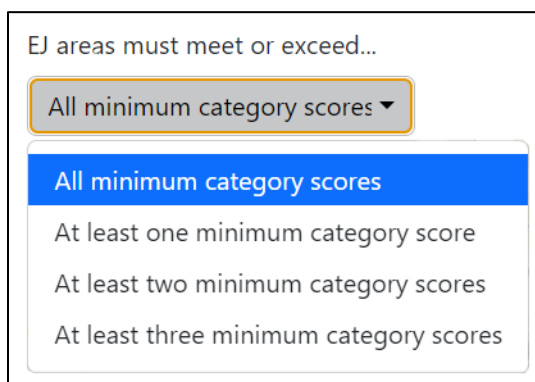 EJ areas must meet or exceed...
All minimum category scores
All minimum category scores
At least one minimum category score
At least two minimum category scores
At least three minimum category scores